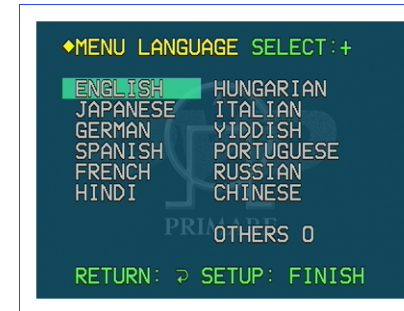 ◆MENU LANGUAGE SELECT:+
ENGLISH HUNGARIAN
JAPANESE ITALIAN
GERMAN YIDDISH
SPANISH PORTUGUESE
FRENCH RUSSIAN
HINDI CHINESE
PRIMARE
OTHERS 0
RETURN: ⊋ SETUP: FINISH